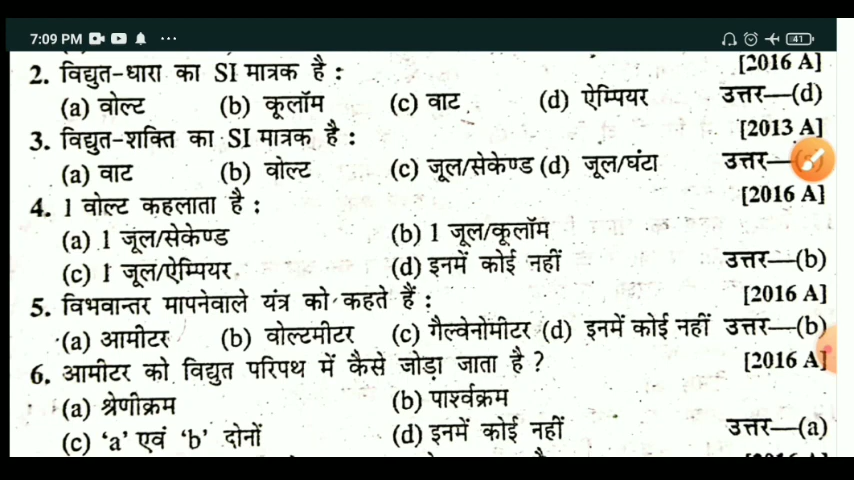 7:09 PM ... 41
2. विद्युत-धारा का SI मात्रक है : [2016 A]
(a) वोल्ट (b) कूलॉम (c) वाट (d) ऐम्पियर उत्तर—(d)
3. विद्युत-शक्ति का SI मात्रक है : [2013 A]
(a) वाट (b) वोल्ट (c) जूल/सेकेण्ड (d) जूल/घंटा उत्तर—
4. 1 वोल्ट कहलाता है : [2016 A]
(a) 1 जूल/सेकेण्ड (b) 1 जूल/कूलॉम
(c) 1 जूल/ऐम्पियर (d) इनमें कोई नहीं उत्तर—(b)
5. विभवान्तर मापनेवाले यंत्र को कहते हैं : [2016 A]
(a) आमीटर (b) वोल्टमीटर (c) गैल्वेनोमीटर (d) इनमें कोई नहीं उत्तर—(b)
6. आमीटर को विद्युत परिपथ में कैसे जोड़ा जाता है ? [2016 A]
(a) श्रेणीक्रम (b) पार्श्वक्रम
(c) ‘a’ एवं ‘b’ दोनों (d) इनमें कोई नहीं उत्तर—(a)